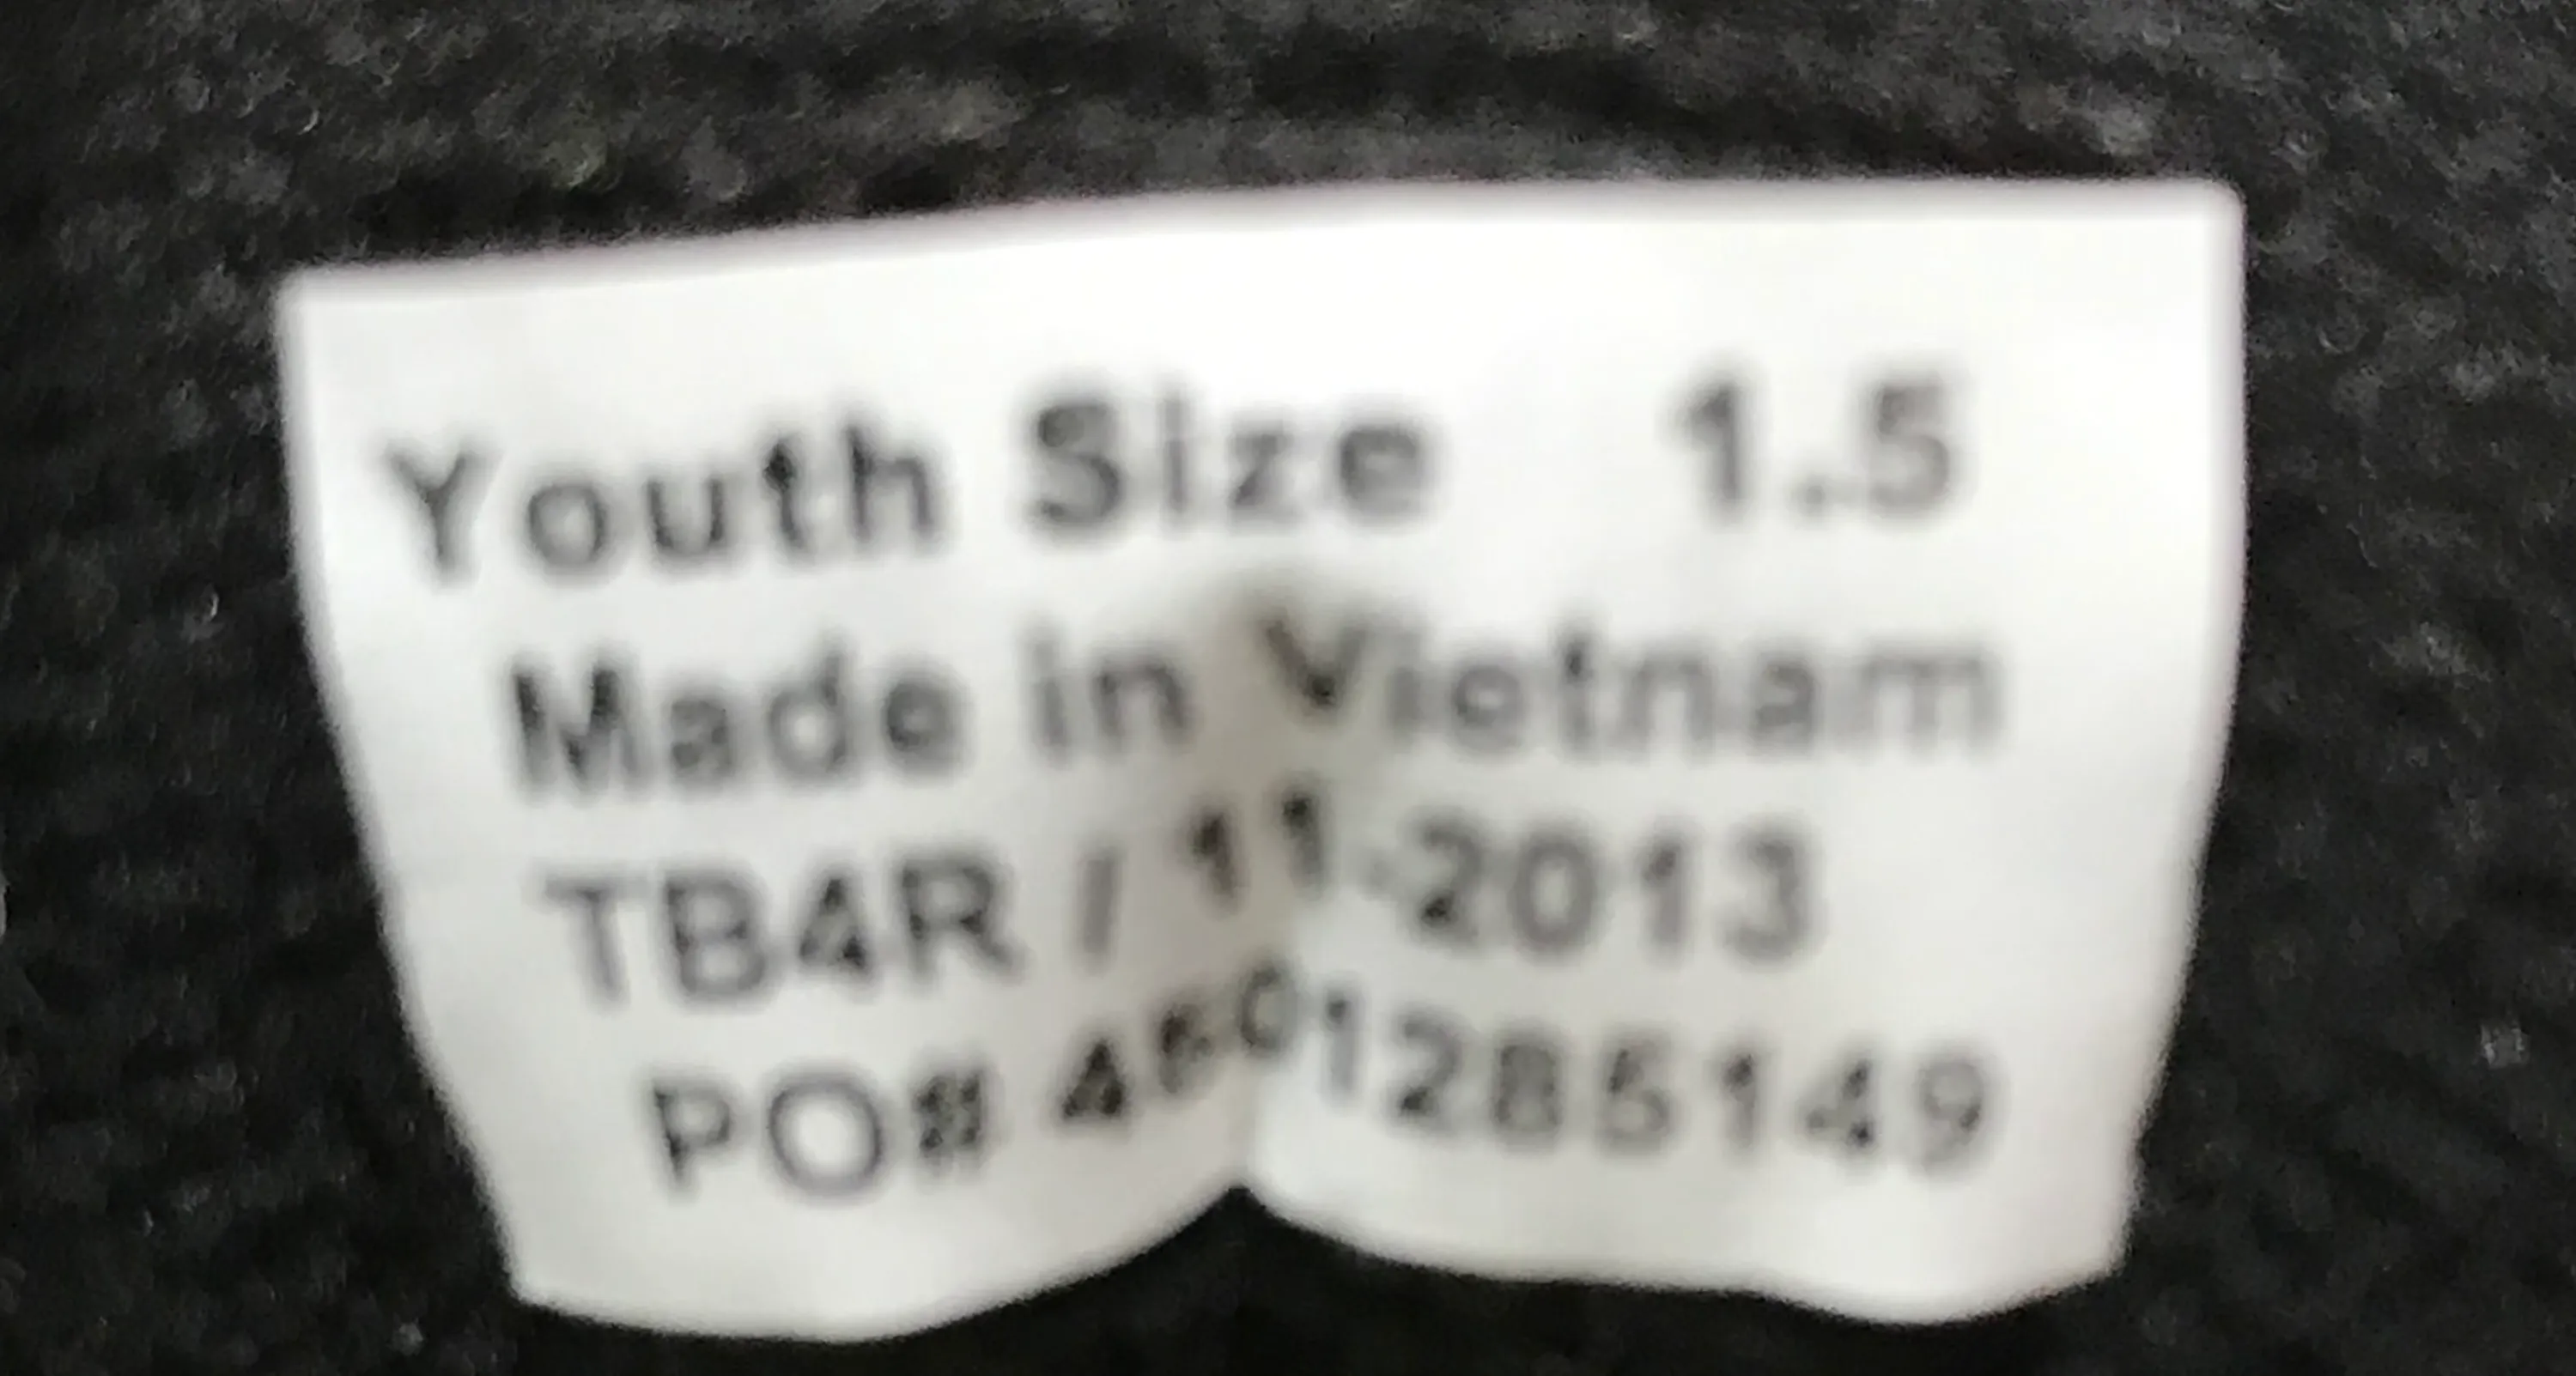 Youth Size 1.5
Made in Vietnam
TB4R / 11-2013
PO#